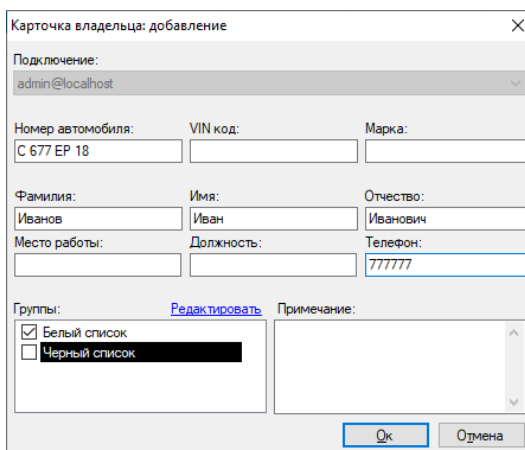 Карточка владельца: добавление
Подключение:
admin@localhost
Номер автомобиля: VIN код: Марка:
С 677 ЕР 18
Фамилия: Имя: Отчество:
Иванов Иван Иванович
Место работы: Должность: Телефон:
777777
Группы: Редактировать Примечание:
Белый список
Черный список
Ок Отмена